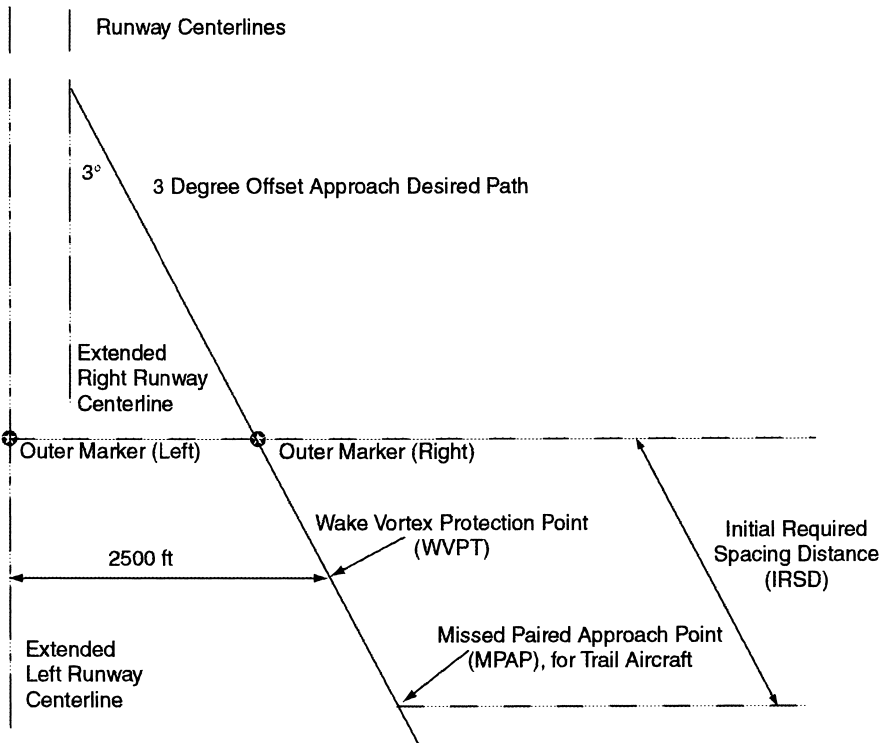 Runway Centerlines
3°
3 Degree Offset Approach Desired Path
Extended
Right Runway
Centerline
Outer Marker (Left)
Outer Marker (Right)
Wake Vortex Protection Point
(WVPT)
Initial Required
Spacing Distance
(IRSD)
2500 ft
Missed Paired Approach Point
(MPAP), for Trail Aircraft
Extended
Left Runway
Centerline